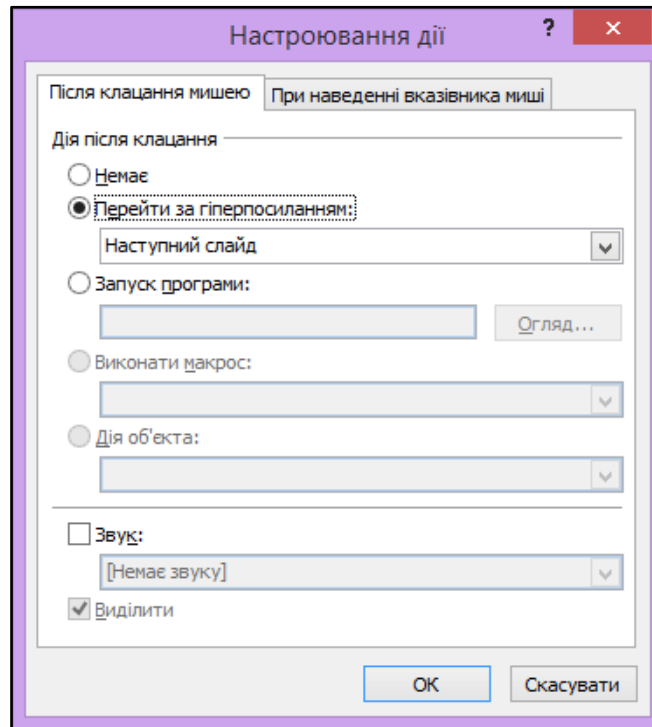 Настроювання дії
?
Після клацання мишею
При наведенні вказівника миші
Дія після клацання
Немає
Перейти за гіперпосиланням:
Наступний слайд
Запуск програми:
Огляд...
Виконати макрос:
Дія об'єкта:
Звук:
[Немає звуку]
Виділити
ОК
Скасувати